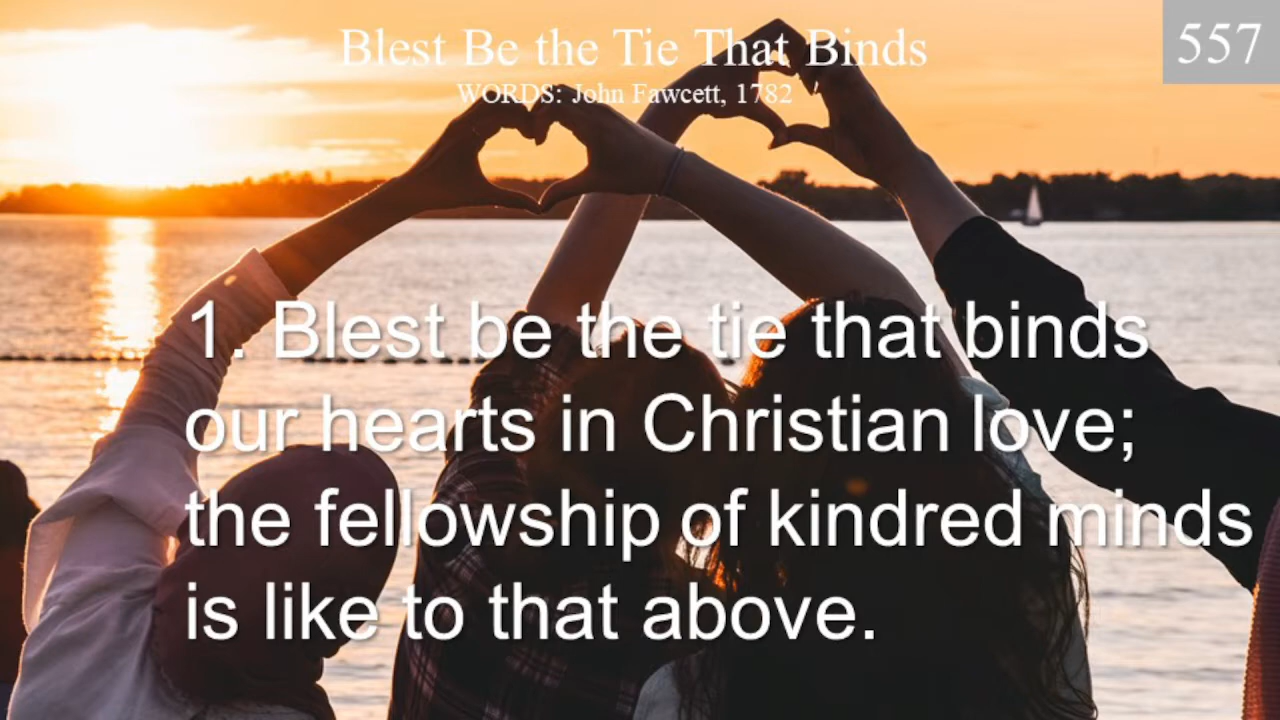 Blest Be the Tie That Binds
557
WORDS: John Fawcett, 1782
1. Blest be the tie that binds
our hearts in Christian love;
the fellowship of kindred minds
is like to that above.